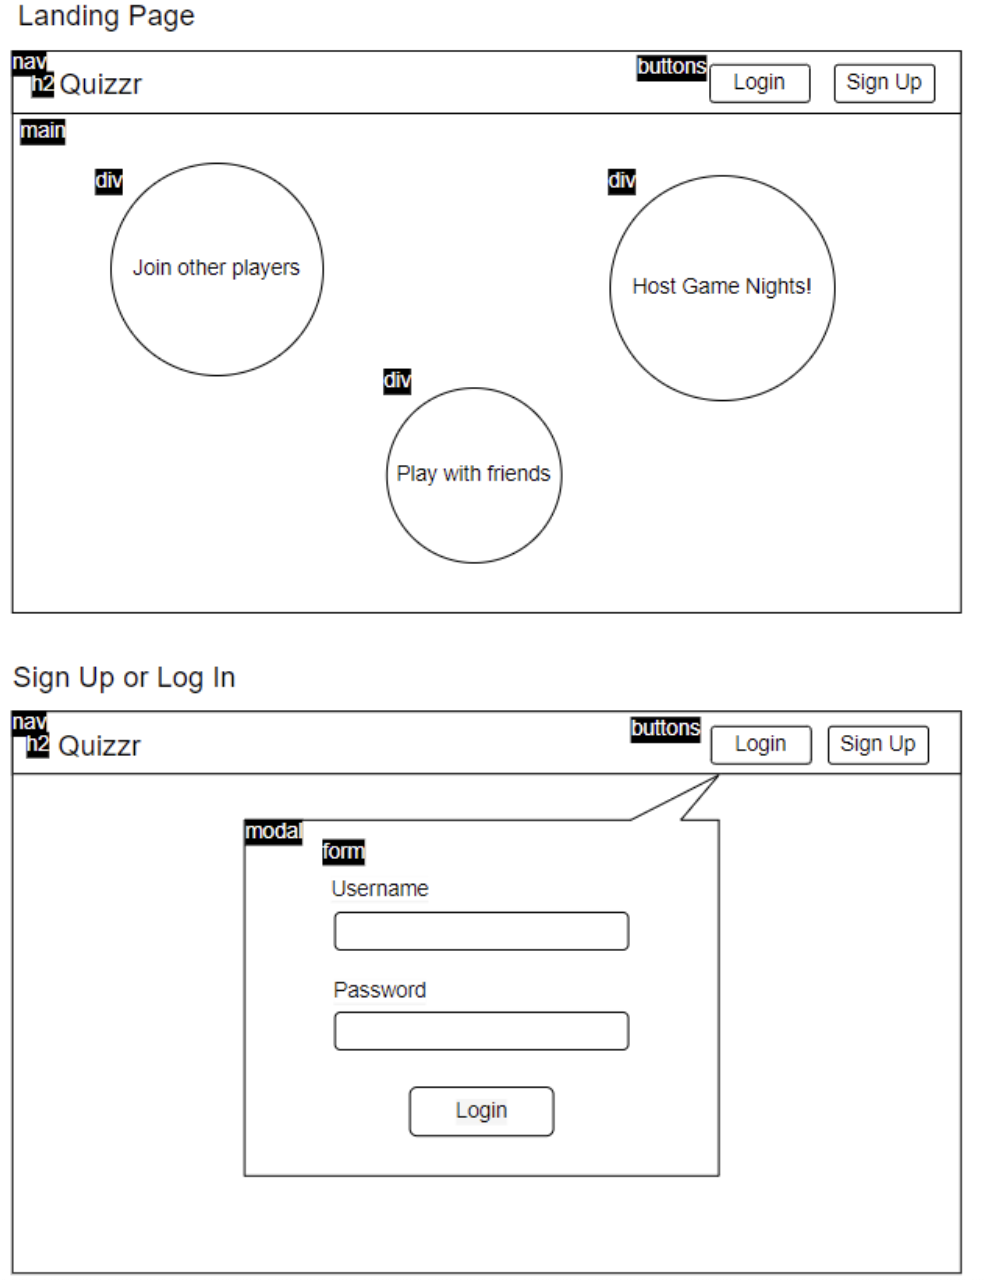 Landing Page
nav
h2 Quizzr
buttons Login Sign Up
main
div
div
Join other players
Host Game Nights!
div
Play with friends
Sign Up or Log In
nav
h2 Quizzr
buttons Login Sign Up
modal
form
Username
Password
Login